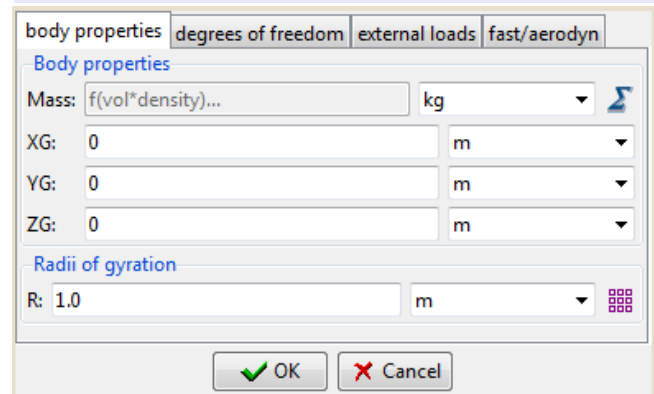 body properties degrees of freedom external loads fast/aerodyn
Body properties
Mass: f(vol*density)... kg Σ
XG: 0 m
YG: 0 m
ZG: 0 m
Radii of gyration
R: 1.0 m
OK Cancel